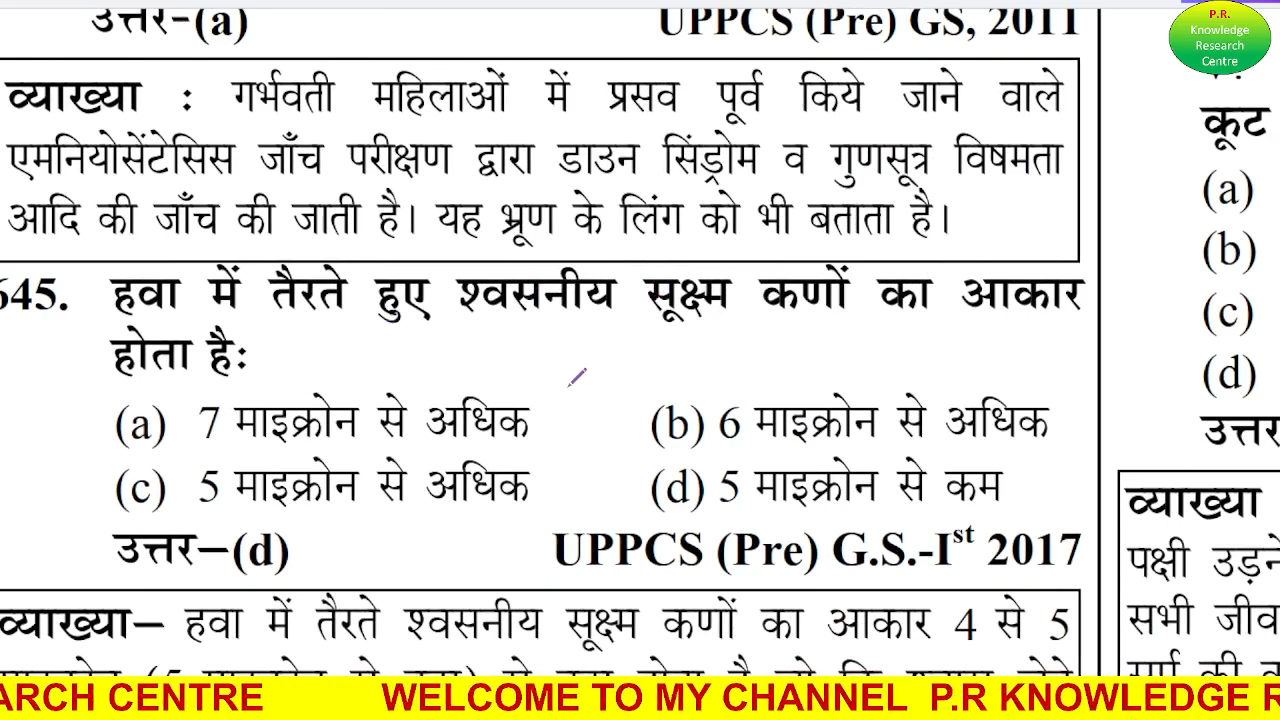 उत्तर-(a) UPPCS (Pre) GS, 2011
व्याख्या : गर्भवती महिलाओं में प्रसव पूर्व किये जाने वाले
एमनियोसेंटेसिस जाँच परीक्षण द्वारा डाउन सिंड्रोम व गुणसूत्र विषमता
आदि की जाँच की जाती है। यह भ्रूण के लिंग को भी बताता है।
645. हवा में तैरते हुए श्वसनीय सूक्ष्म कणों का आकार
होता हैः
(a) 7 माइक्रोन से अधिक (b) 6 माइक्रोन से अधिक
(c) 5 माइक्रोन से अधिक (d) 5 माइक्रोन से कम
उत्तर–(d) UPPCS (Pre) G.S.-Ist 2017
व्याख्या– हवा में तैरते श्वसनीय सूक्ष्म कणों का आकार 4 से 5
P.R.
Knowledge
Research
Centre
कूट
(a)
(b)
(c)
(d)
उत्तर
व्याख्या
पक्षी उड़ने
सभी जीव
ARCH CENTRE WELCOME TO MY CHANNEL P.R KNOWLEDGE R